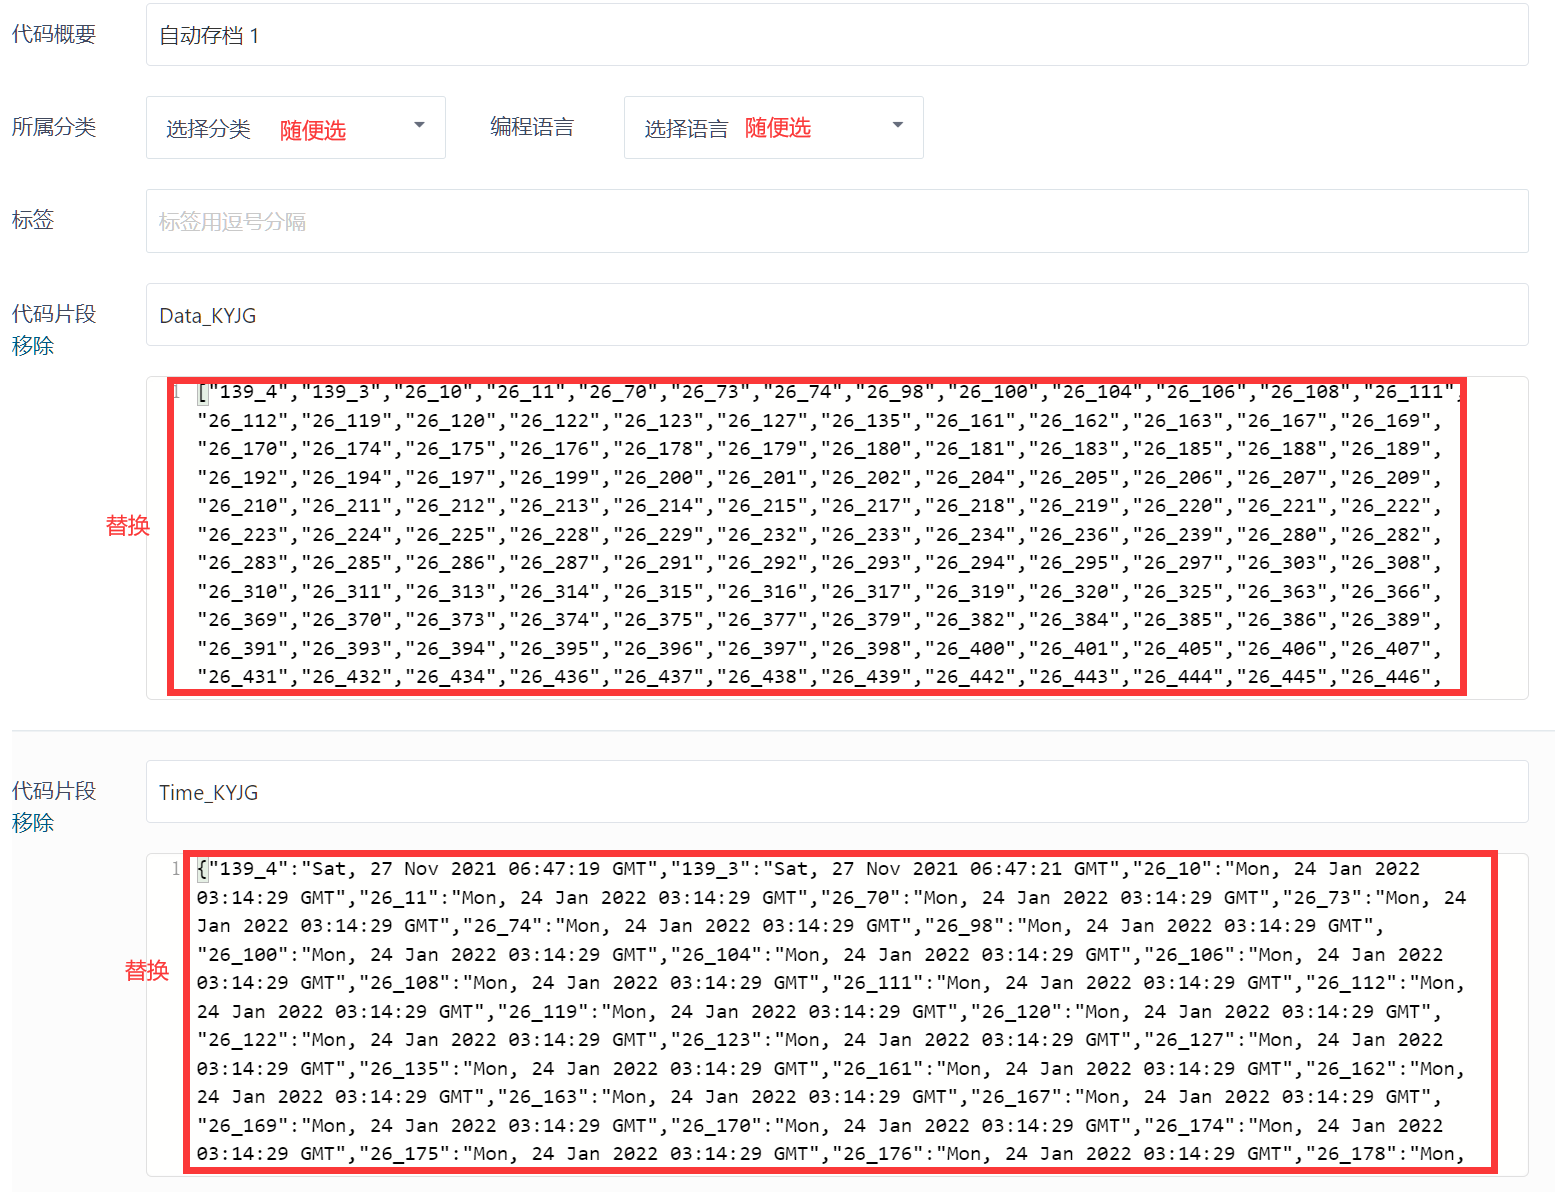 代码概要 自动存档 1
所属分类 选择分类 随便选 编程语言 选择语言 随便选
标签 标签用逗号分隔
代码片段 Data_KYJG
移除
1 ["139_4","139_3","26_10","26_11","26_70","26_73","26_74","26_98","26_100","26_104","26_106","26_108","26_111",
"26_112","26_119","26_120","26_122","26_123","26_127","26_135","26_161","26_162","26_163","26_167","26_169",
"26_170","26_174","26_175","26_176","26_178","26_179","26_180","26_181","26_183","26_185","26_188","26_189",
"26_192","26_194","26_197","26_199","26_200","26_201","26_202","26_204","26_205","26_206","26_207","26_209",
"26_210","26_211","26_212","26_213","26_214","26_215","26_217","26_218","26_219","26_220","26_221","26_222",
替换
"26_223","26_224","26_225","26_228","26_229","26_232","26_233","26_234","26_236","26_239","26_280","26_282",
"26_283","26_285","26_286","26_287","26_291","26_292","26_293","26_294","26_295","26_297","26_303","26_308",
"26_310","26_311","26_313","26_314","26_315","26_316","26_317","26_319","26_320","26_325","26_363","26_366",
"26_369","26_370","26_373","26_374","26_375","26_377","26_379","26_382","26_384","26_385","26_386","26_389",
"26_391","26_393","26_394","26_395","26_396","26_397","26_398","26_400","26_401","26_405","26_406","26_407",
"26_431","26_432","26_434","26_436","26_437","26_438","26_439","26_442","26_443","26_444","26_445","26_446",
代码片段 Time_KYJG
移除
1 {"139_4":"Sat, 27 Nov 2021 06:47:19 GMT","139_3":"Sat, 27 Nov 2021 06:47:21 GMT","26_10":"Mon, 24 Jan 2022
03:14:29 GMT","26_11":"Mon, 24 Jan 2022 03:14:29 GMT","26_70":"Mon, 24 Jan 2022 03:14:29 GMT","26_73":"Mon, 24
Jan 2022 03:14:29 GMT","26_74":"Mon, 24 Jan 2022 03:14:29 GMT","26_98":"Mon, 24 Jan 2022 03:14:29 GMT",
"26_100":"Mon, 24 Jan 2022 03:14:29 GMT","26_104":"Mon, 24 Jan 2022 03:14:29 GMT","26_106":"Mon, 24 Jan 2022
替换
03:14:29 GMT","26_108":"Mon, 24 Jan 2022 03:14:29 GMT","26_111":"Mon, 24 Jan 2022 03:14:29 GMT","26_112":"Mon,
24 Jan 2022 03:14:29 GMT","26_119":"Mon, 24 Jan 2022 03:14:29 GMT","26_120":"Mon, 24 Jan 2022 03:14:29 GMT",
"26_122":"Mon, 24 Jan 2022 03:14:29 GMT","26_123":"Mon, 24 Jan 2022 03:14:29 GMT","26_127":"Mon, 24 Jan 2022
03:14:29 GMT","26_135":"Mon, 24 Jan 2022 03:14:29 GMT","26_161":"Mon, 24 Jan 2022 03:14:29 GMT","26_162":"Mon,
24 Jan 2022 03:14:29 GMT","26_163":"Mon, 24 Jan 2022 03:14:29 GMT","26_167":"Mon, 24 Jan 2022 03:14:29 GMT",
"26_169":"Mon, 24 Jan 2022 03:14:29 GMT","26_170":"Mon, 24 Jan 2022 03:14:29 GMT","26_174":"Mon, 24 Jan 2022
03:14:29 GMT","26_175":"Mon, 24 Jan 2022 03:14:29 GMT","26_176":"Mon, 24 Jan 2022 03:14:29 GMT","26_178":"Mon,